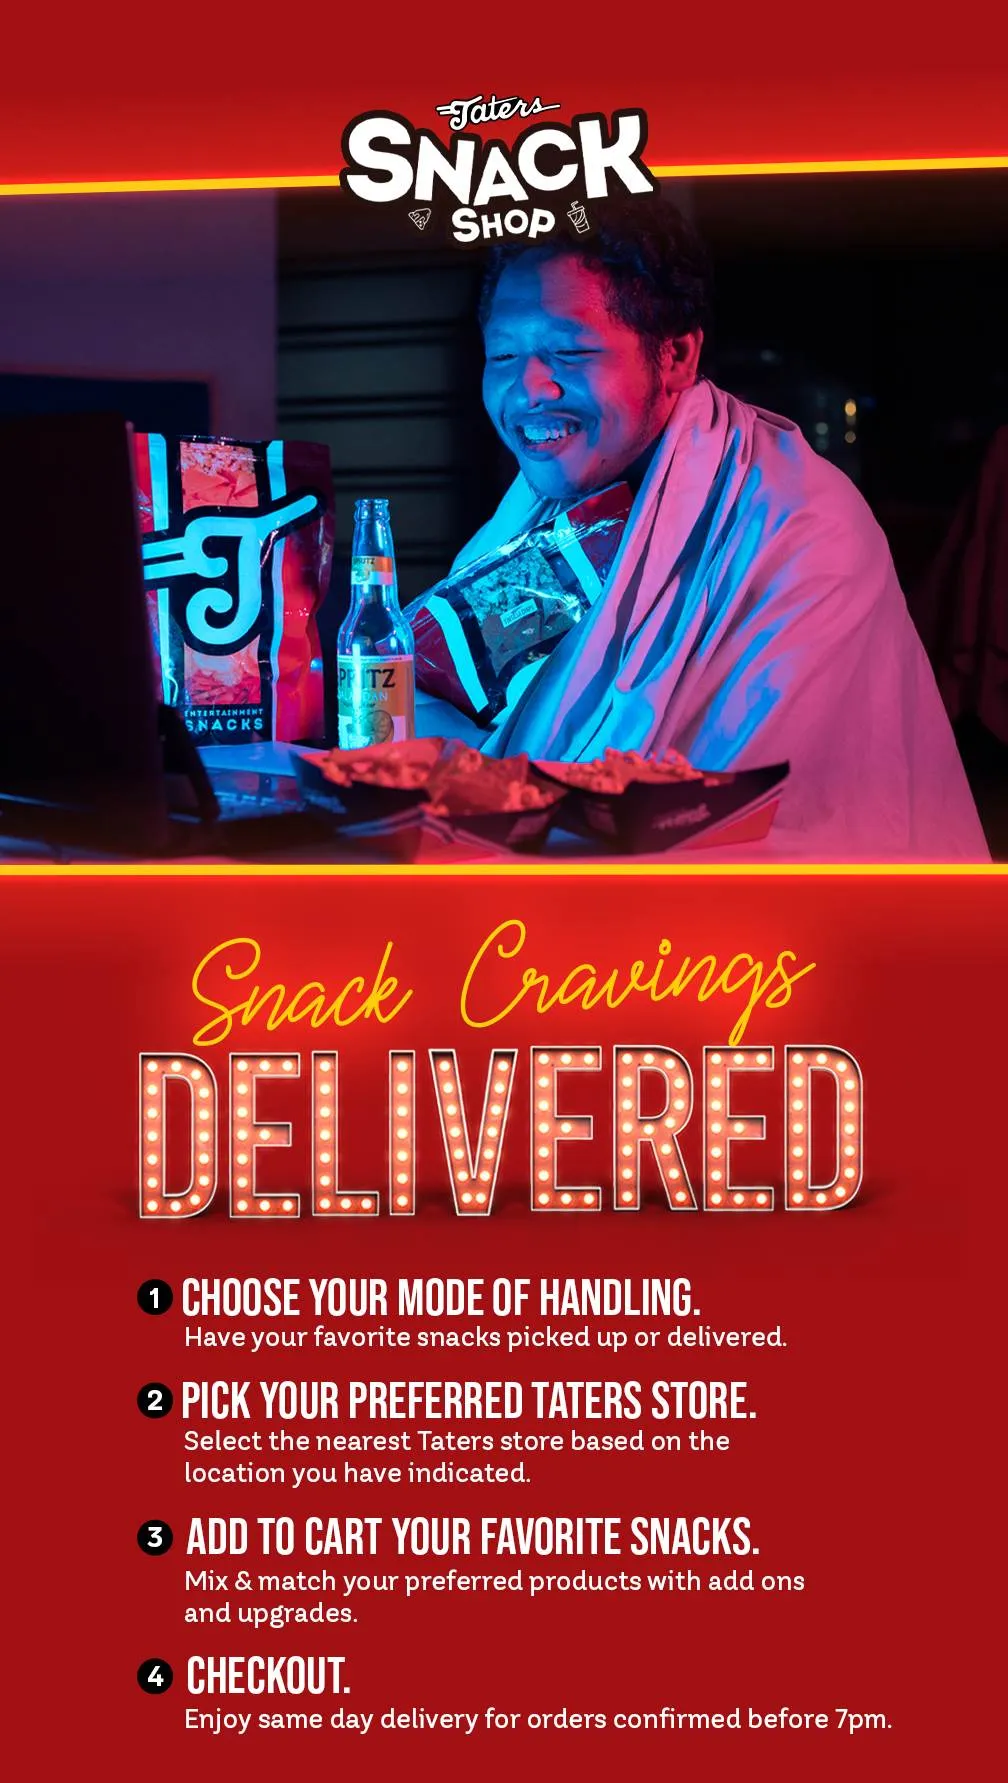 Taters
SNACK
SHOP
ENTERTAINMENT
SNACKS
Snack Cravings
DELIVERED
1 CHOOSE YOUR MODE OF HANDLING.
Have your favorite snacks picked up or delivered.
2 PICK YOUR PREFERRED TATERS STORE.
Select the nearest Taters store based on the
location you have indicated.
3 ADD TO CART YOUR FAVORITE SNACKS.
Mix & match your preferred products with add ons
and upgrades.
4 CHECKOUT.
Enjoy same day delivery for orders confirmed before 7pm.